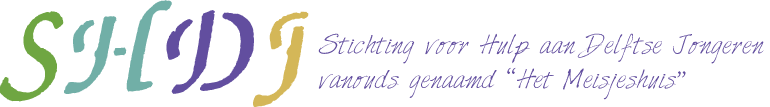 SHDJ
Stichting voor Hulp aan Delftse Jongeren
vanouds genaamd “Het Meisjeshuis”